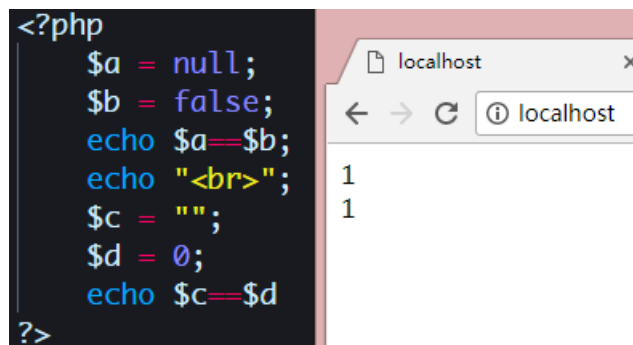 <?php
    $a = null;
    $b = false;
    echo $a==$b;
    echo "<br>";
    $c = "";
    $d = 0;
    echo $c==$d
?>
localhost
localhost
1
1